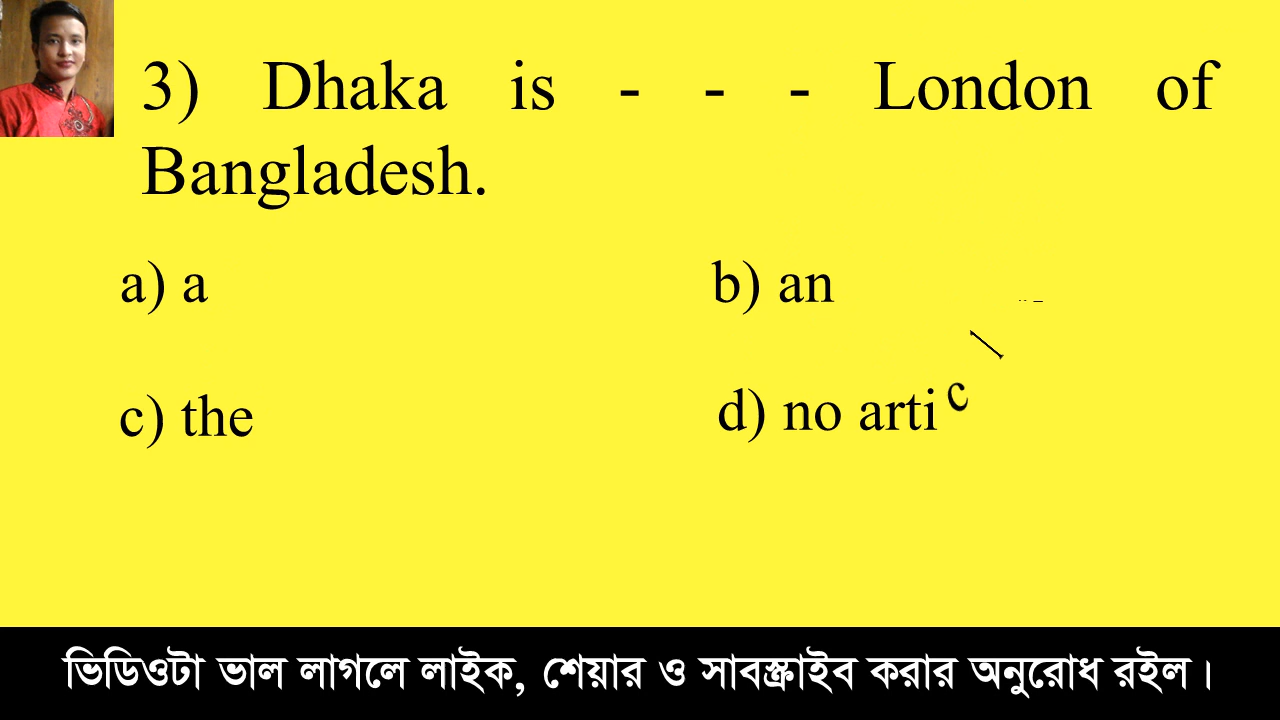 3) Dhaka is - - - London of
Bangladesh.
a) a
b) an
c) the
d) no artic
ভিডিওটা ভাল লাগলে লাইক, শেয়ার ও সাবস্ক্রাইব করার অনুরোধ রইল।